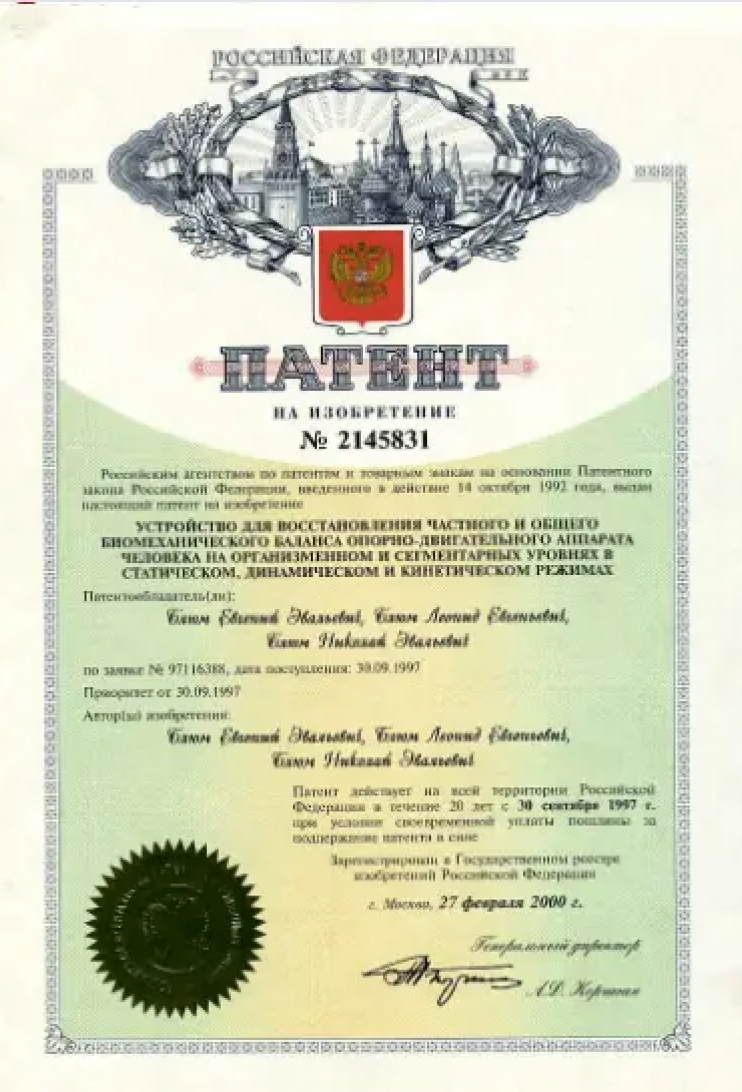 РОССИЙСКАЯ ФЕДЕРАЦИЯ
ПАТЕНТ
НА ИЗОБРЕТЕНИЕ
№ 2145831
Российским агентством по патентам и товарным знакам на основании Патентного
закона Российской Федерации, введенного в действие 14 октября 1992 года, выдан
настоящий патент на изобретение
УСТРОЙСТВО ДЛЯ ВОССТАНОВЛЕНИЯ ЧАСТНОГО И ОБЩЕГО
БИОМЕХАНИЧЕСКОГО БАЛАНСА ОПОРНО-ДВИГАТЕЛЬНОГО АППАРАТА
ЧЕЛОВЕКА НА ОРГАНИЗМЕННОМ И СЕГМЕНТАРНЫХ УРОВНЯХ В
СТАТИЧЕСКОМ, ДИНАМИЧЕСКОМ И КИНЕТИЧЕСКОМ РЕЖИМАХ
Патентообладатель(ли):
Блюм Евгений Эвальевич, Блюм Леонид Евгеньевич,
Блюм Николай Эвальевич
по заявке № 97116388, дата поступления: 30.09.1997
Приоритет от 30.09.1997
Автор(ы) изобретения:
Блюм Евгений Эвальевич, Блюм Леонид Евгеньевич,
Блюм Николай Эвальевич
Патент действует на всей территории Российской
Федерации в течение 20 лет с 30 сентября 1997 г.
при условии своевременной уплаты пошлины за
поддержание патента в силе
Зарегистрирован в Государственном реестре
изобретений Российской Федерации
г. Москва, 27 февраля 2000 г.
Генеральный директор
А.Д. Корчагин